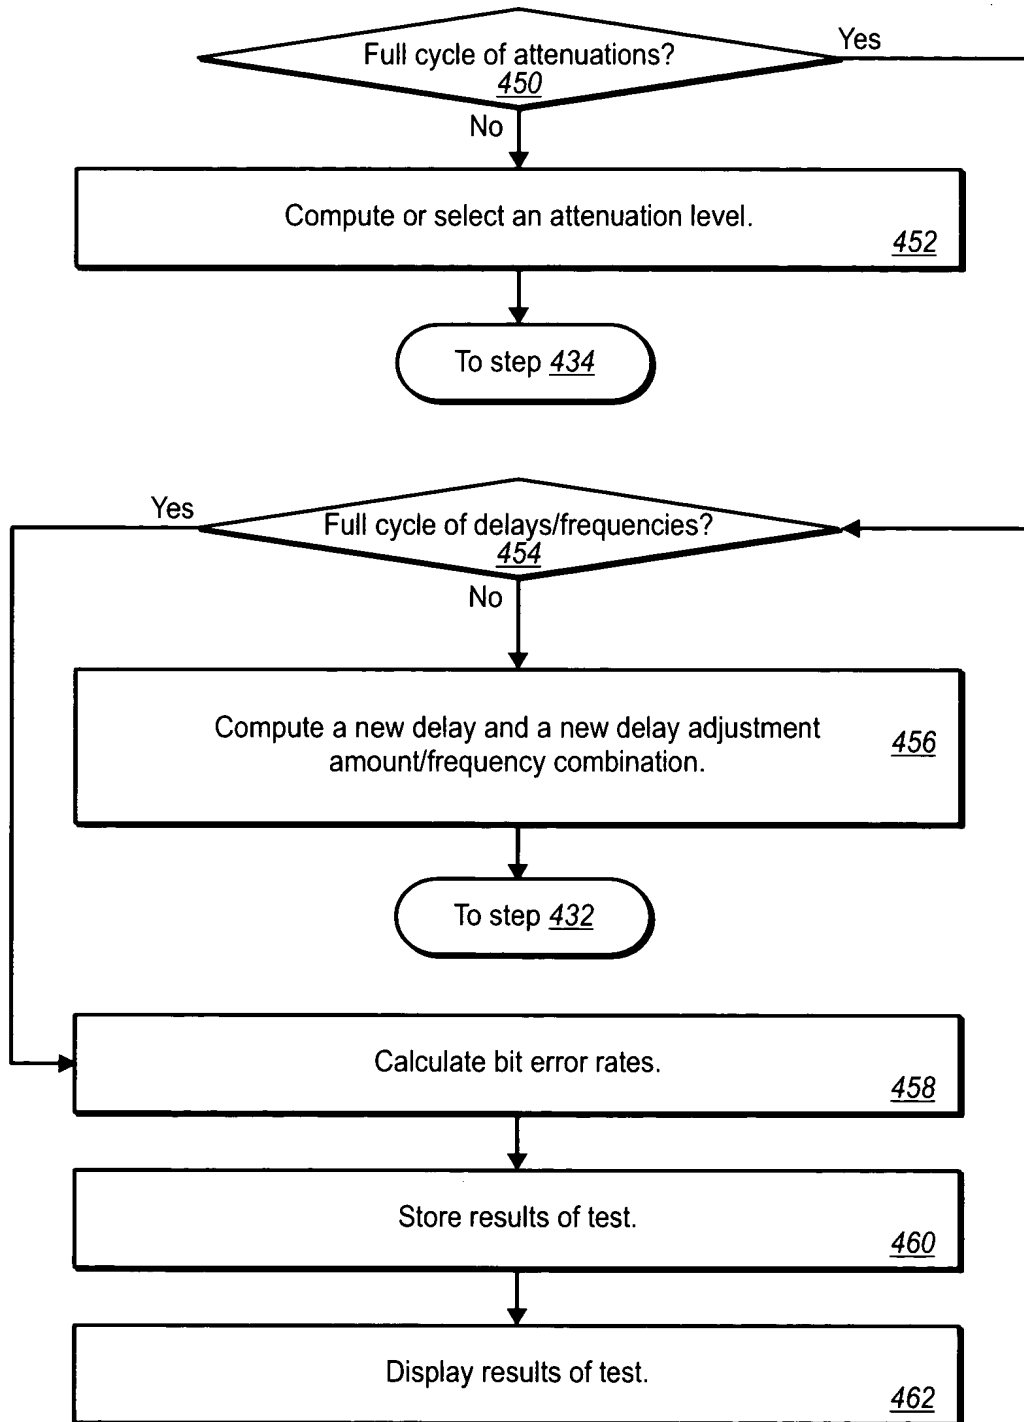 Full cycle of attenuations?
450
Yes
No
Compute or select an attenuation level.
452
To step 434
Yes
Full cycle of delays/frequencies?
454
No
Compute a new delay and a new delay adjustment
amount/frequency combination.
456
To step 432
Calculate bit error rates.
458
Store results of test.
460
Display results of test.
462